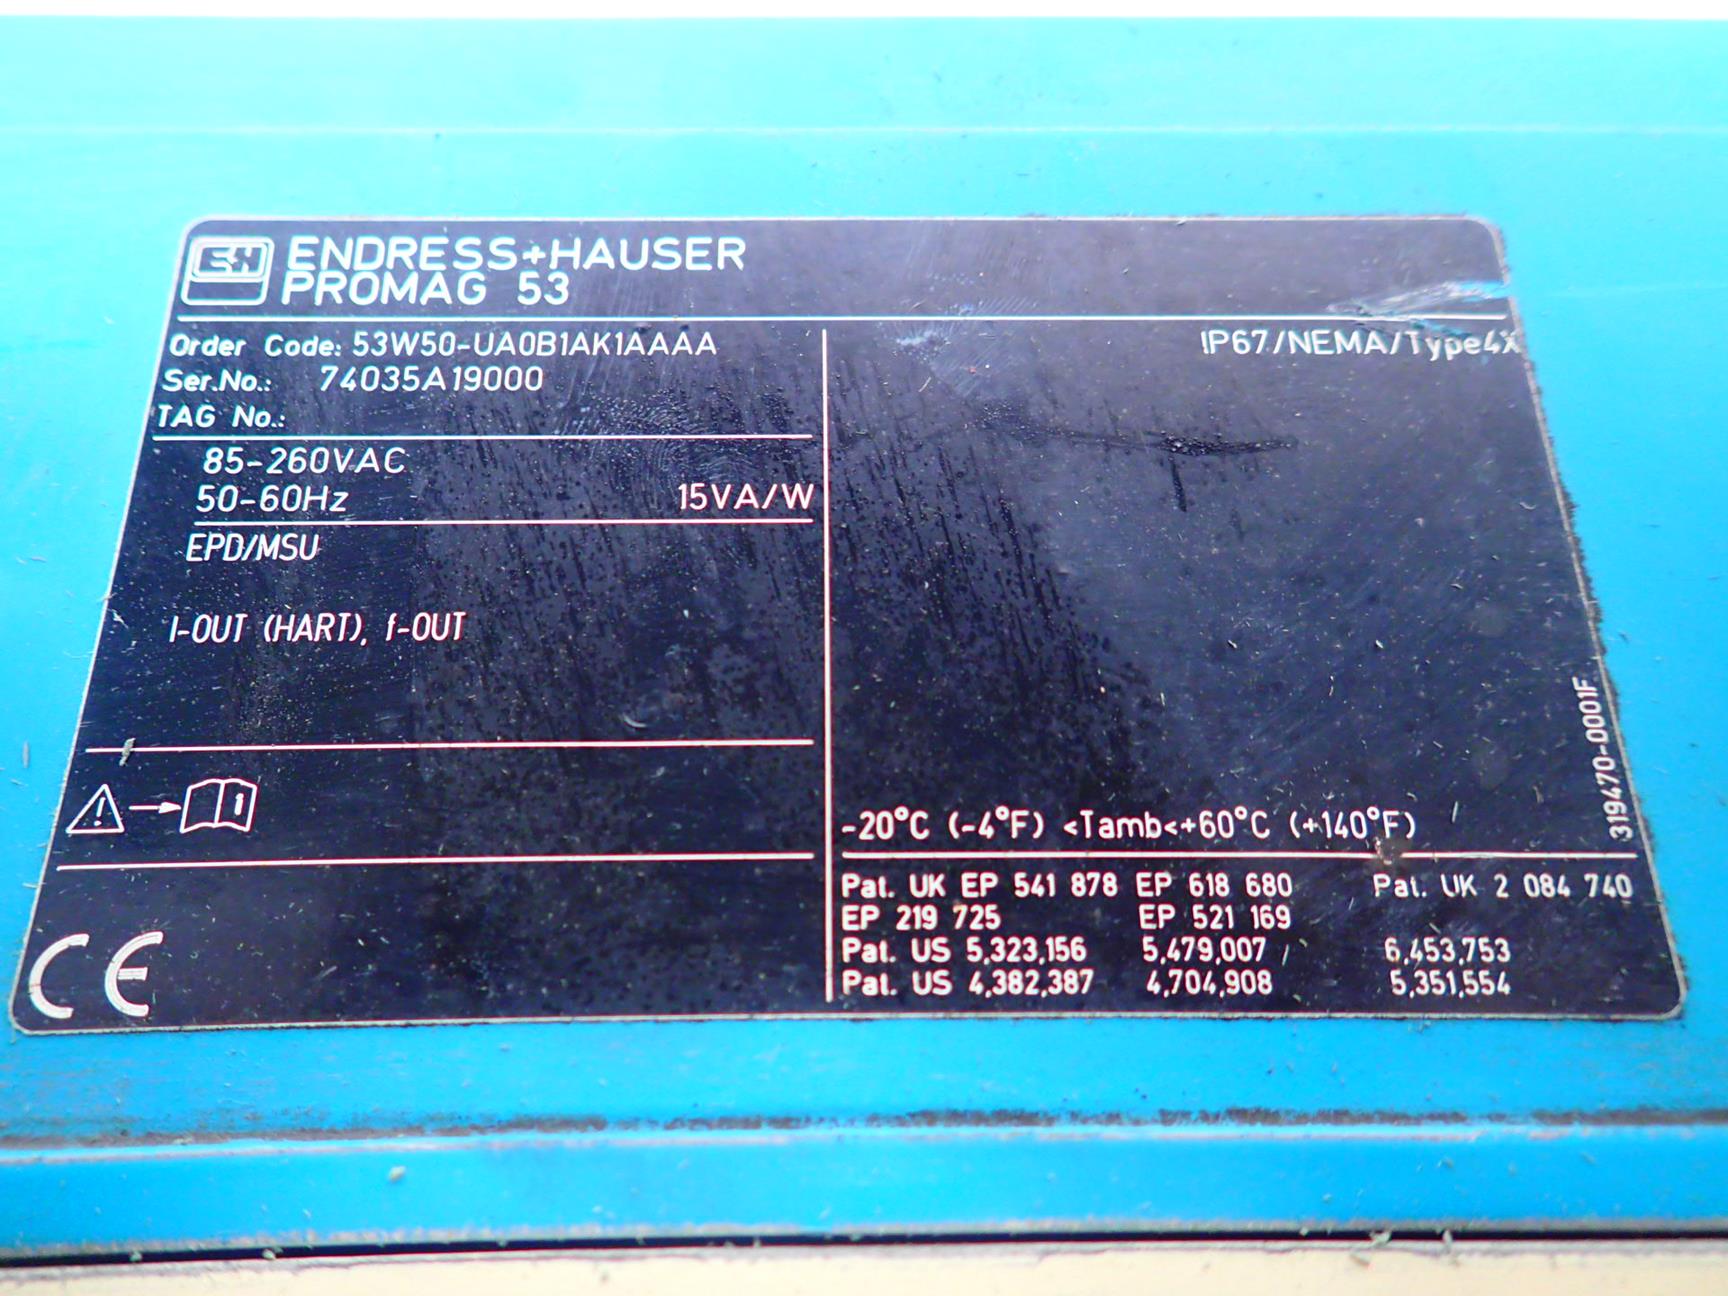 E+H
ENDRESS+HAUSER
PROMAG 53
Order Code: 53W50-UA0B1AK1AAAA
Ser.No.: 74035A19000
TAG No.:
85-260VAC
50-60Hz 15VA/W
EPD/MSU
I-OUT (HART), f-OUT
i
CE
IP67/NEMA/Type4X
319470-0001F
-20°C (-4°F) <Tamb<+60°C (+140°F)
Pat. UK EP 541 878 EP 618 680 Pat. UK 2 084 740
EP 219 725 EP 521 169
Pat. US 5,323,156 5,479,007 6,453,753
Pat. US 4,382,387 4,704,908 5,351,554